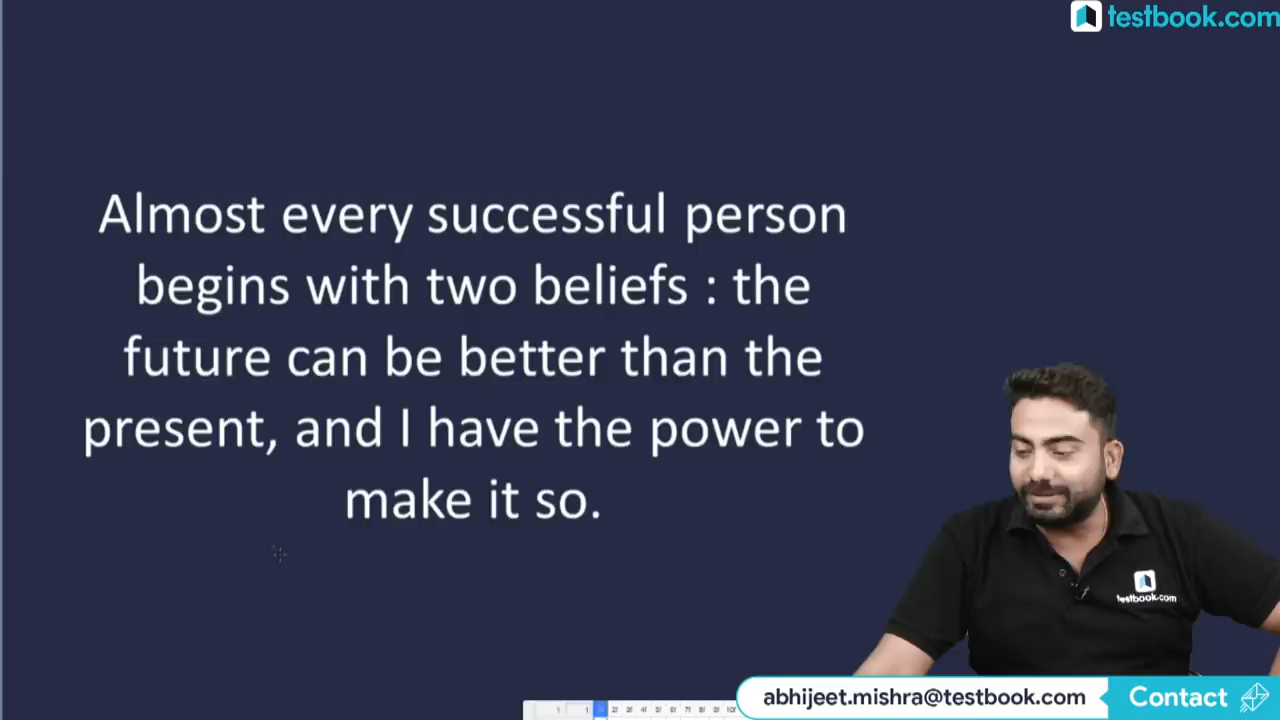 testbook.com
Almost every successful person
begins with two beliefs : the
future can be better than the
present, and I have the power to
make it so.
testbook.com
abhijeet.mishra@testbook.com Contact